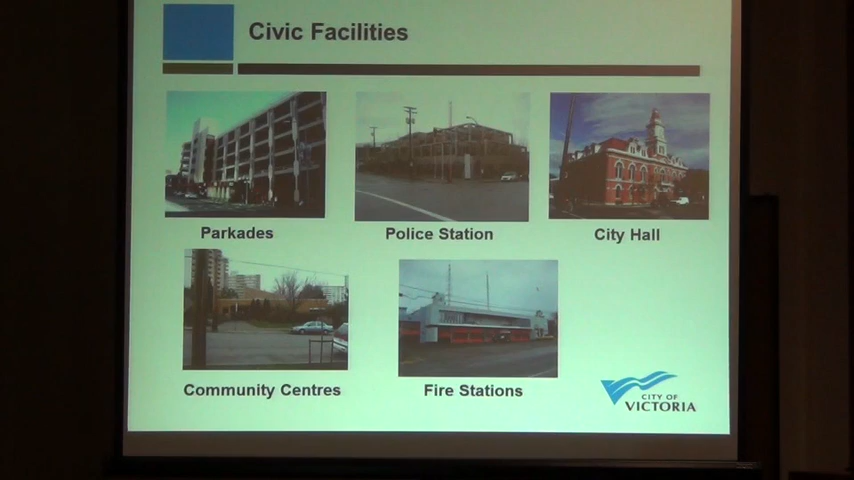 Civic Facilities
Parkades
Police Station
City Hall
Community Centres
Fire Stations
CITY OF
VICTORIA